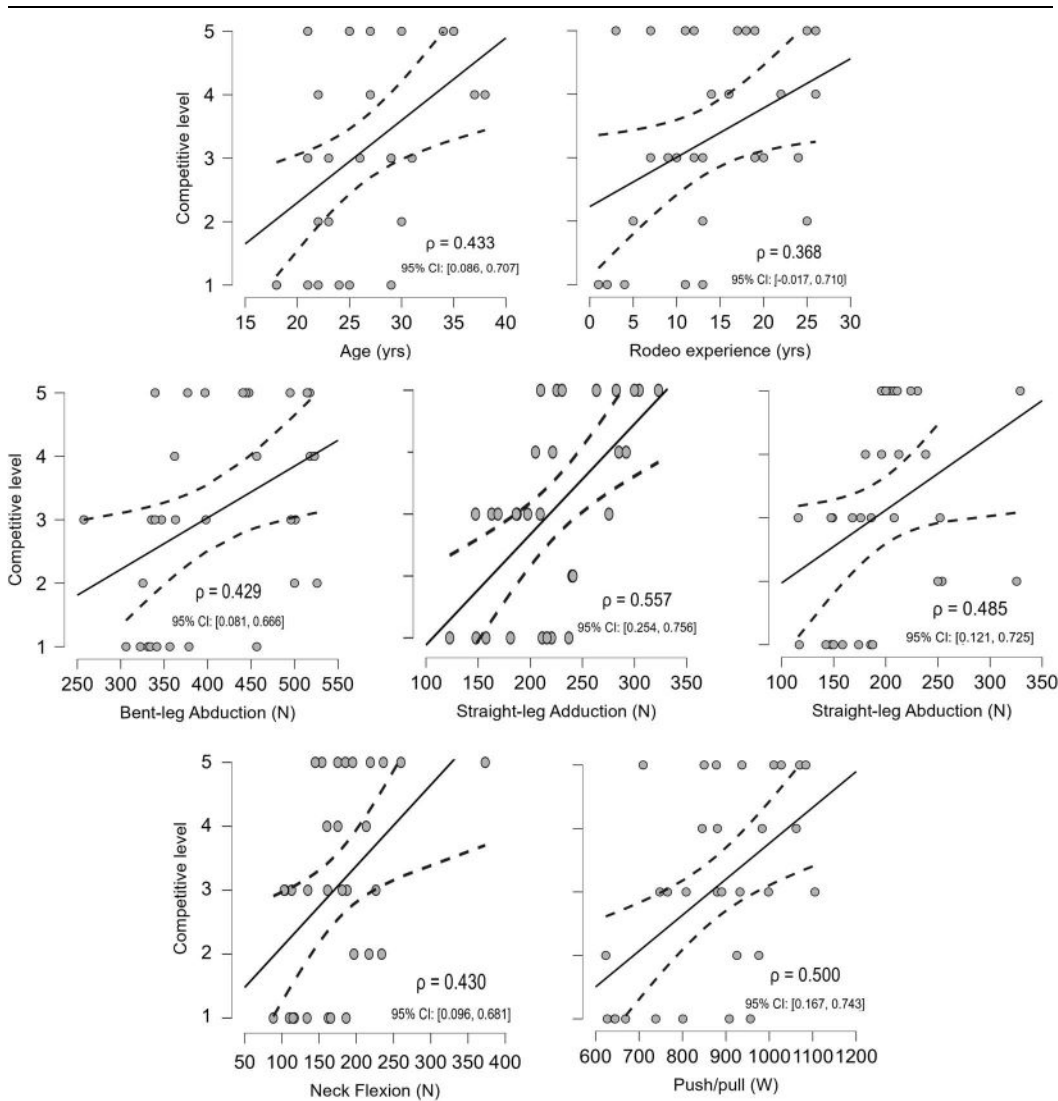 5
4
3
2
1
Competitive level
ρ = 0.433
95% CI: [0.086, 0.707]
15 20 25 30 35 40
Age (yrs)
ρ = 0.368
95% CI: [-0.017, 0.710]
0 5 10 15 20 25 30
Rodeo experience (yrs)
5
4
3
2
1
Competitive level
ρ = 0.429
95% CI: [0.081, 0.666]
250 300 350 400 450 500 550
Bent-leg Abduction (N)
ρ = 0.557
95% CI: [0.254, 0.756]
100 150 200 250 300 350
Straight-leg Adduction (N)
ρ = 0.485
95% CI: [0.121, 0.725]
100 150 200 250 300 350
Straight-leg Abduction (N)
5
4
3
2
1
Competitive level
ρ = 0.430
95% CI: [0.096, 0.681]
50 100 150 200 250 300 350 400
Neck Flexion (N)
ρ = 0.500
95% CI: [0.167, 0.743]
600 700 800 900 1000 1100 1200
Push/pull (W)